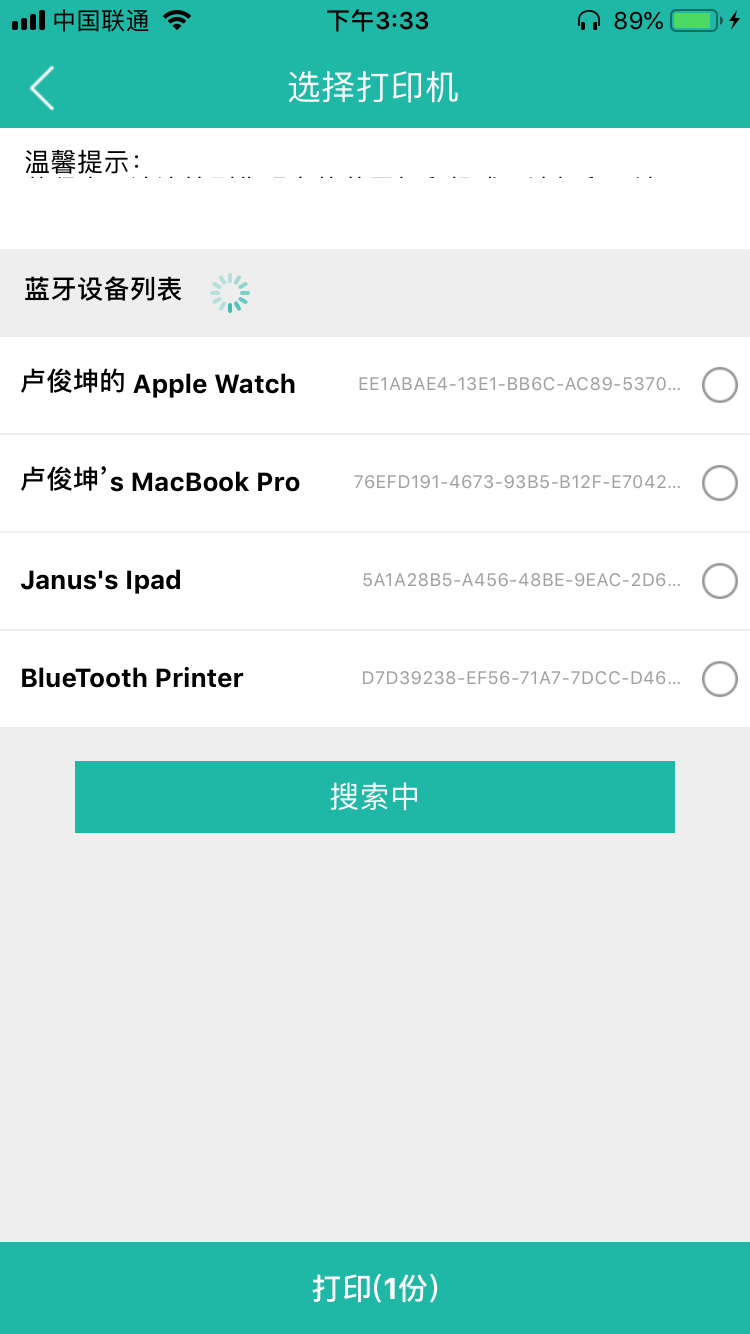 中国联通
下午3:33
89%
选择打印机
温馨提示:
蓝牙设备列表
卢俊坤的 Apple Watch
EE1ABAE4-13E1-BB6C-AC89-5370...
卢俊坤’s MacBook Pro
76EFD191-4673-93B5-B12F-E7042...
Janus's Ipad
5A1A28B5-A456-48BE-9EAC-2D6...
BlueTooth Printer
D7D39238-EF56-71A7-7DCC-D46...
搜索中
打印(1份)